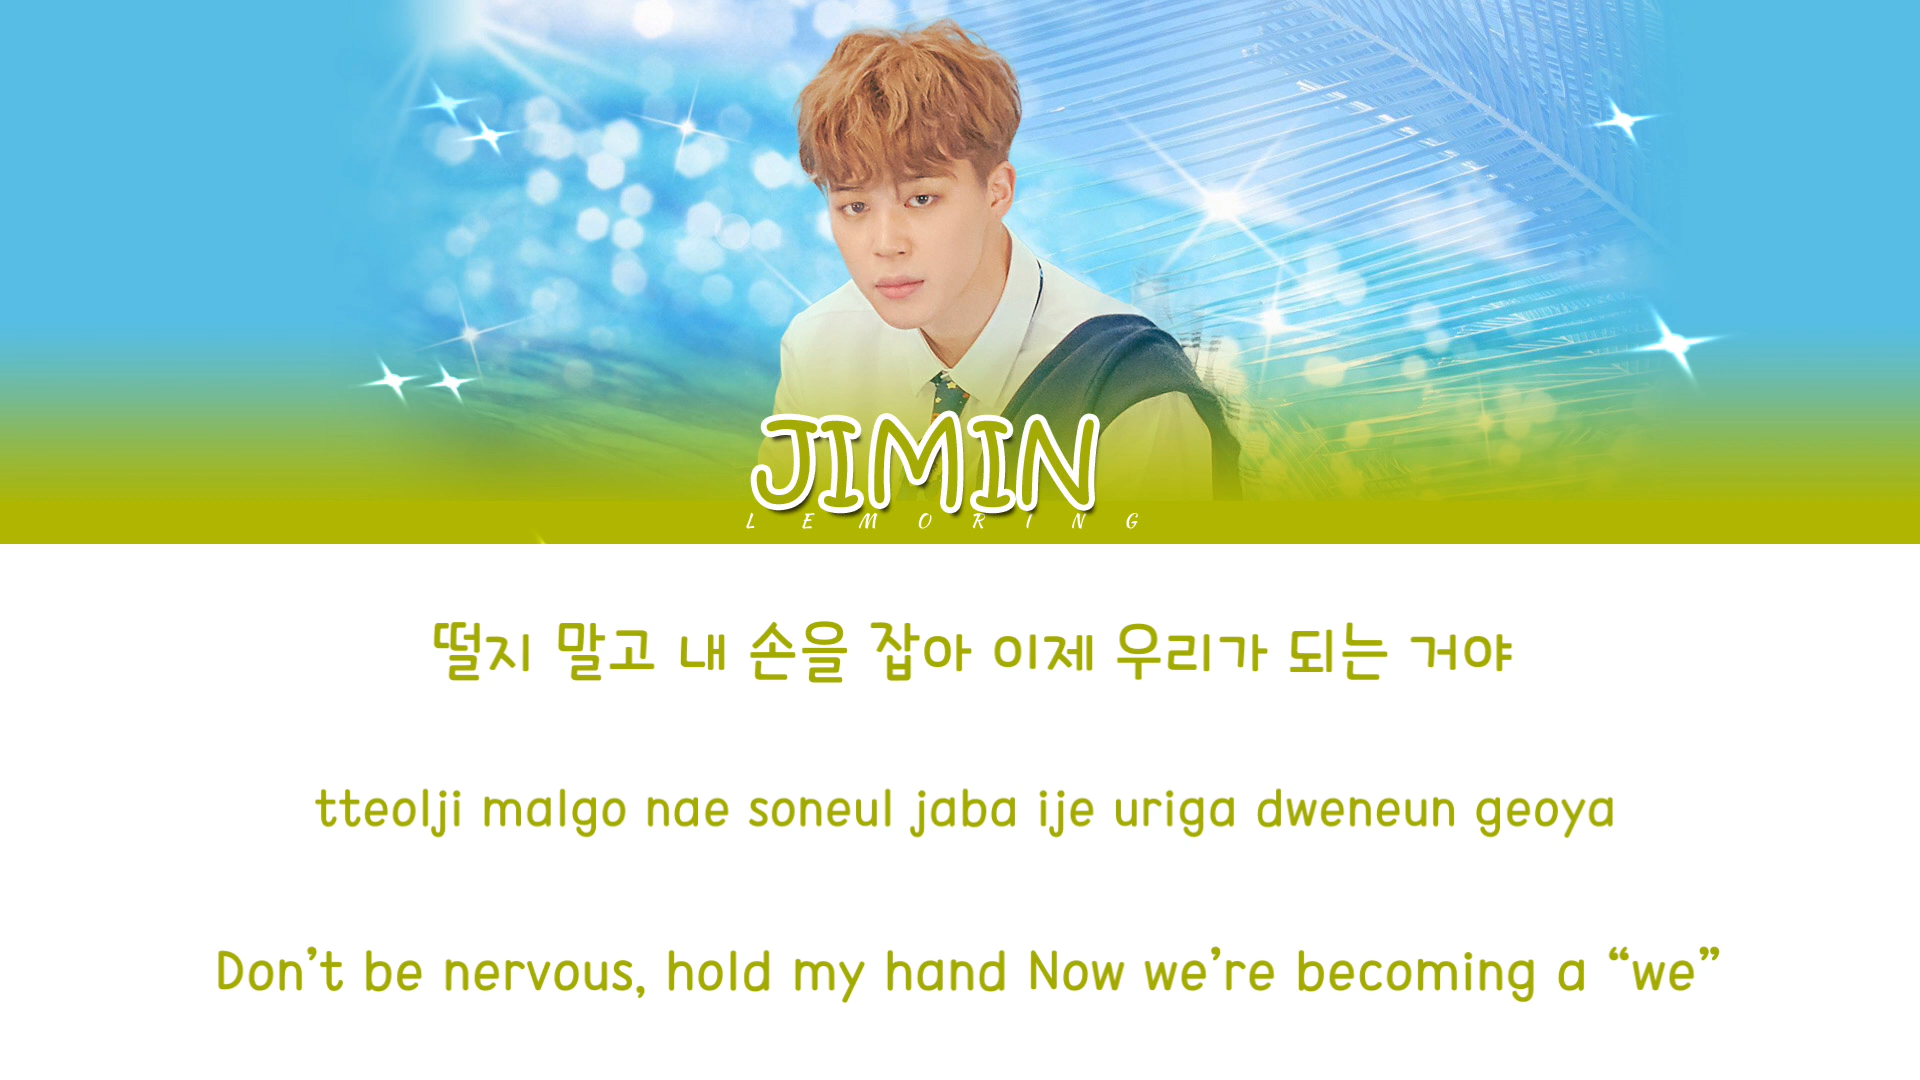 JIMIN
LEMORING
떨지 말고 내 손을 잡아 이제 우리가 되는 거야
tteolji malgo nae soneul jaba ije uriga dweneun geoya
Don’t be nervous, hold my hand Now we’re becoming a “we”